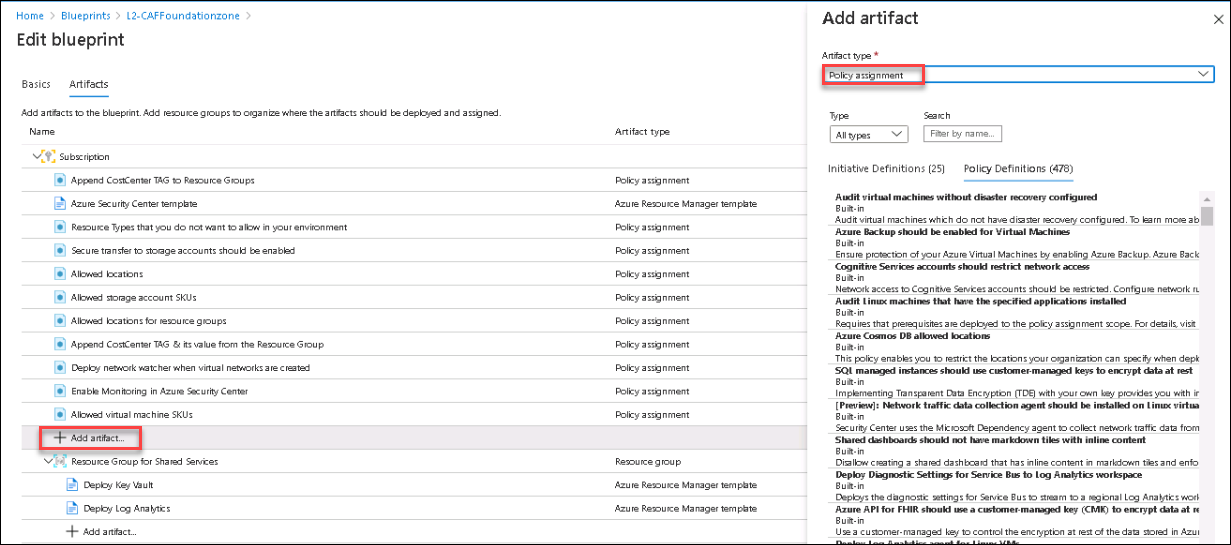 Home > Blueprints > L2-CAFFoundationzone >
Edit blueprint
Basics Artifacts
Add artifacts to the blueprint. Add resource groups to organize where the artifacts should be deployed and assigned.
Name Artifact type
Subscription
Append CostCenter TAG to Resource Groups Policy assignment
Azure Security Center template Azure Resource Manager template
Resource Types that you do not want to allow in your environment Policy assignment
Secure transfer to storage accounts should be enabled Policy assignment
Allowed locations Policy assignment
Allowed storage account SKUs Policy assignment
Allowed locations for resource groups Policy assignment
Append CostCenter TAG & its value from the Resource Group Policy assignment
Deploy network watcher when virtual networks are created Policy assignment
Enable Monitoring in Azure Security Center Policy assignment
Allowed virtual machine SKUs Policy assignment
+ Add artifact...
Resource Group for Shared Services Resource group
Deploy Key Vault Azure Resource Manager template
Deploy Log Analytics Azure Resource Manager template
+ Add artifact...
Add artifact
Artifact type *
Policy assignment
Type Search
All types Filter by name...
Initiative Definitions (25) Policy Definitions (478)
Audit virtual machines without disaster recovery configured
Built-in
Audit virtual machines which do not have disaster recovery configured. To learn more ab
Azure Backup should be enabled for Virtual Machines
Built-in
Ensure protection of your Azure Virtual Machines by enabling Azure Backup. Azure Back
Cognitive Services accounts should restrict network access
Built-in
Network access to Cognitive Services accounts should be restricted. Configure network ru
Audit Linux machines that have the specified applications installed
Built-in
Requires that prerequisites are deployed to the policy assignment scope. For details, visit
Azure Cosmos DB allowed locations
Built-in
This policy enables you to restrict the locations your organization can specify when depl
SQL managed instances should use customer-managed keys to encrypt data at rest
Built-in
Implementing Transparent Data Encryption (TDE) with your own key provides you with in
[Preview]: Network traffic data collection agent should be installed on Linux virtua
Built-in
Security Center uses the Microsoft Dependency agent to collect network traffic data from
Shared dashboards should not have markdown tiles with inline content
Built-in
Disallow creating a shared dashboard that has inline content in markdown tiles and enfo
Deploy Diagnostic Settings for Service Bus to Log Analytics workspace
Built-in
Deploys the diagnostic settings for Service Bus to stream to a regional Log Analytics work
Azure API for FHIR should use a customer-managed key (CMK) to encrypt data at re
Built-in
Use a customer-managed key to control the encryption at rest of the data stored in Azur
Deploy Log Analytics agent for Linux VMs